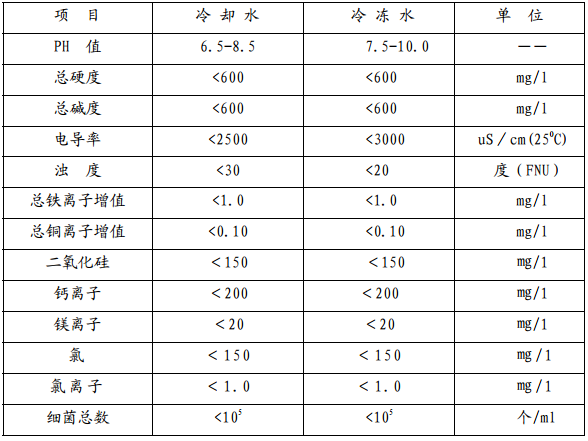 项 目 冷 却 水 冷 冻 水 单 位
PH 值 6.5-8.5 7.5-10.0 ——
总硬度 <600 <600 mg/l
总碱度 <600 <600 mg/l
电导率 <2500 <3000 uS/cm(25⁰C)
浊 度 <30 <20 度(FNU)
总铁离子增值 <1.0 <1.0 mg/l
总铜离子增值 <0.10 <0.10 mg/l
二氧化硅 <150 <150 mg/l
钙离子 <200 <200 mg/l
镁离子 <20 <20 mg/l
氯 <150 <150 mg/l
氯离子 <1.0 <1.0 mg/l
细菌总数 <10⁵ <10⁵ 个/ml